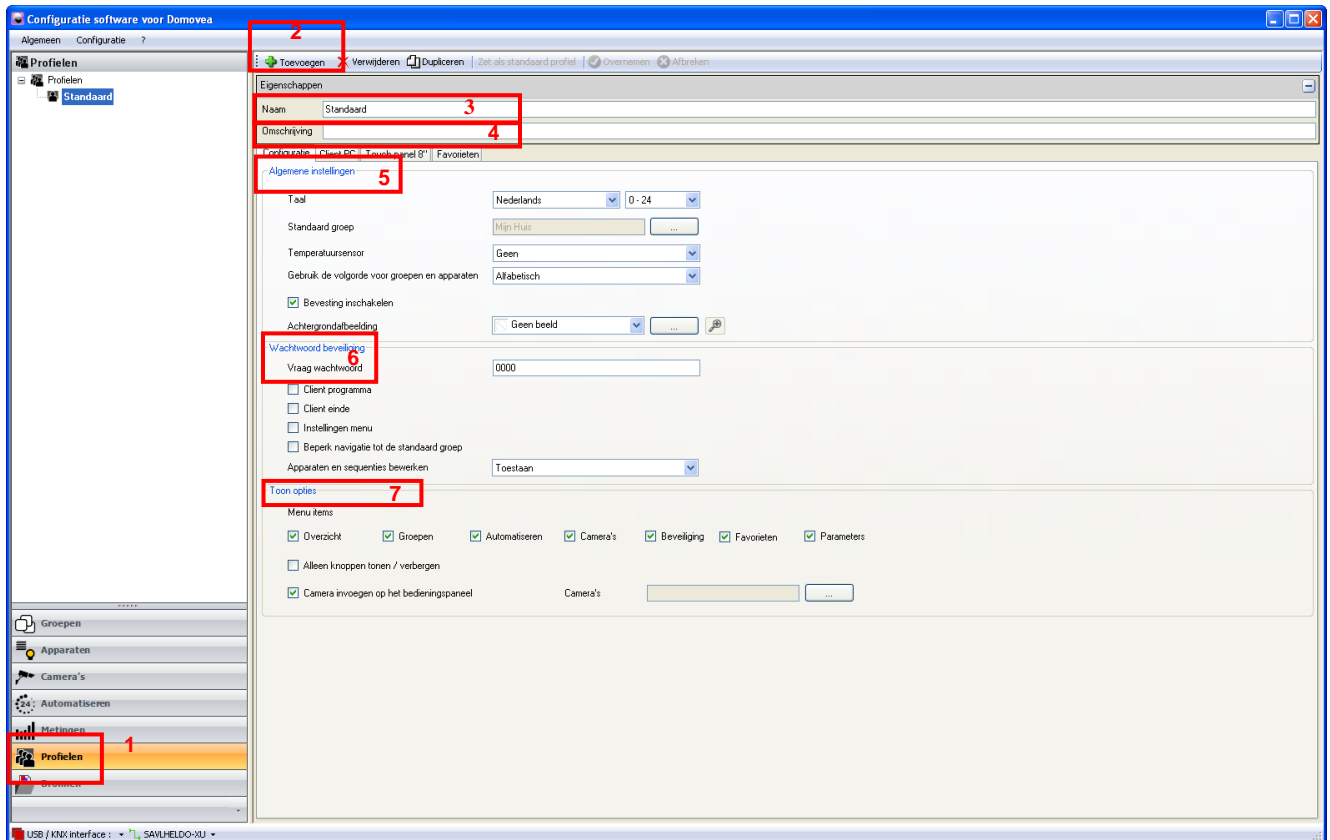 Configuratie software voor Domovea
Algemeen Configuratie ?
2
Profielen
Toevoegen Verwijderen Dupliceren Zet als standaard profiel Overnemen Afbreken
Profielen
Standaard
Eigenschappen
Naam Standaard 3
Omschrijving 4
Configuratie Client PC Touch panel 8" Favorieten
Algemene instellingen 5
Taal Nederlands 0 - 24
Standaard groep Mijn Huis ...
Temperatuursensor Geen
Gebruik de volgorde voor groepen en apparaten Alfabetisch
Bevesting inschakelen
Achtergrondafbeelding Geen beeld ...
Wachtwoord beveiliging 6
Vraag wachtwoord 0000
Client programma
Client einde
Instellingen menu
Beperk navigatie tot de standaard groep
Apparaten en sequenties bewerken Toestaan
Toon opties 7
Menu items
Overzicht Groepen Automatiseren Camera's Beveiliging Favorieten Parameters
Alleen knoppen tonen / verbergen
Camera invoegen op het bedieningspaneel Camera's ...
Groepen
Apparaten
Camera's
24 Automatiseren
Metingen
1
Profielen
Bronnen
USB / KNX interface : SAVLHELDO-XU